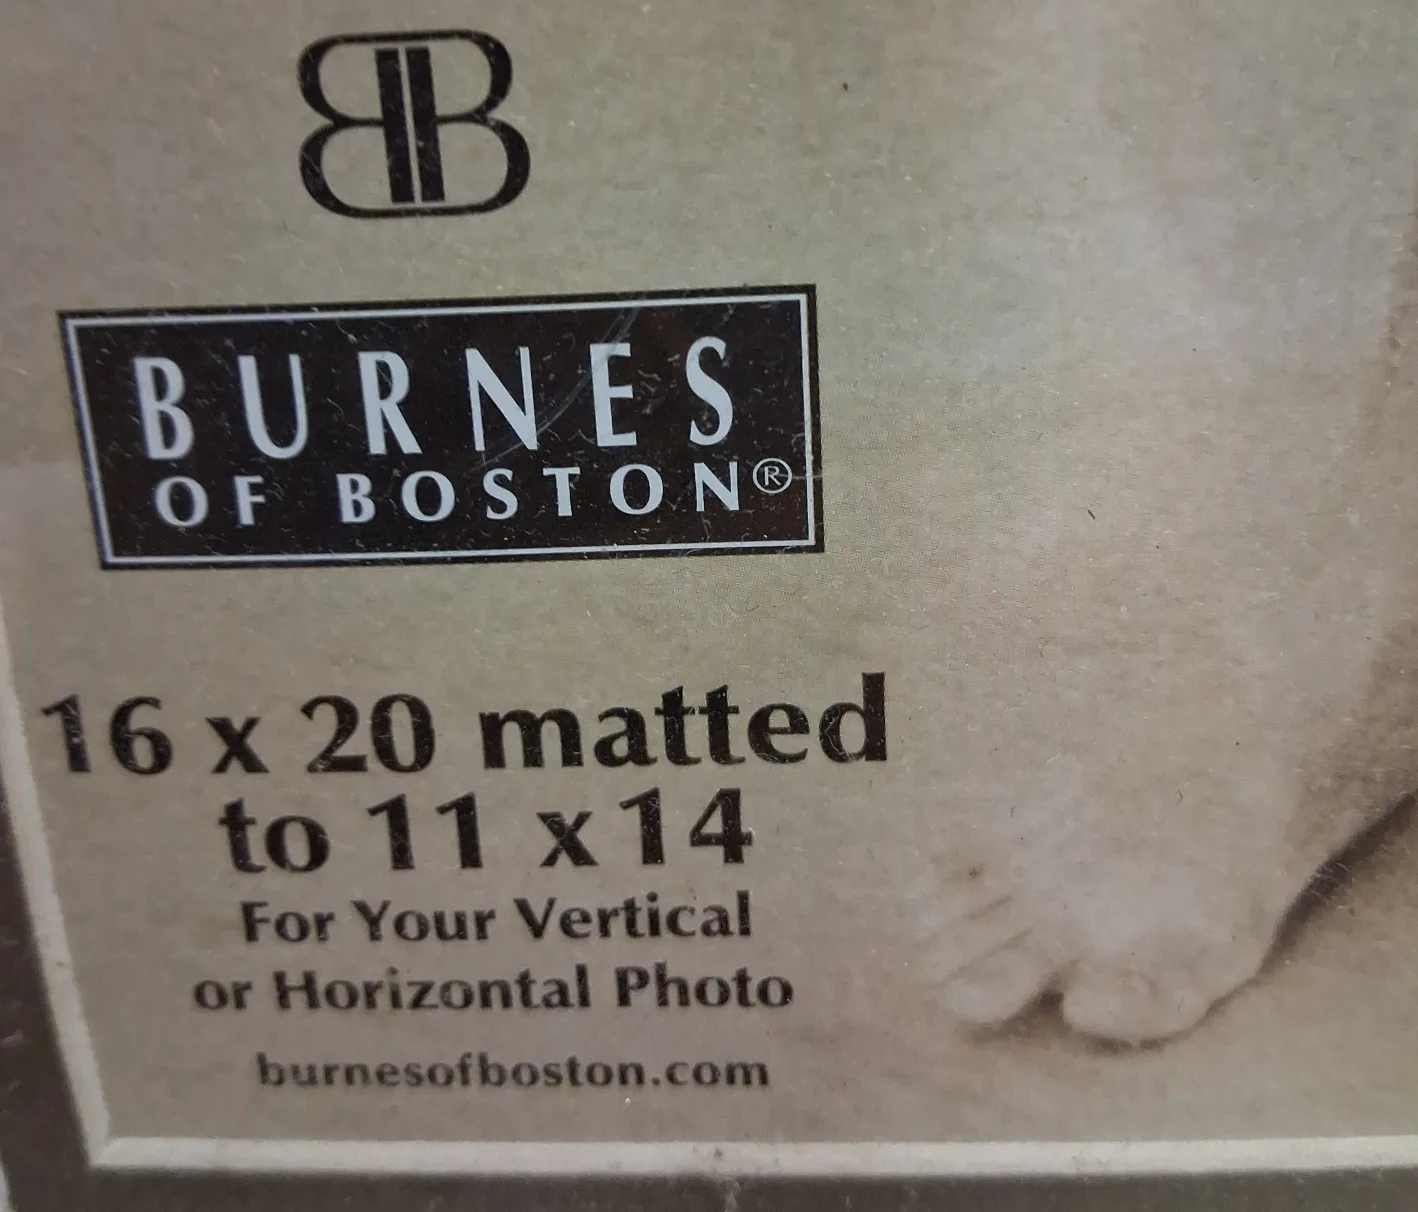 BURNES
OF BOSTON®
16 x 20 matted
to 11 x 14
For Your Vertical
or Horizontal Photo
burnesofboston.com